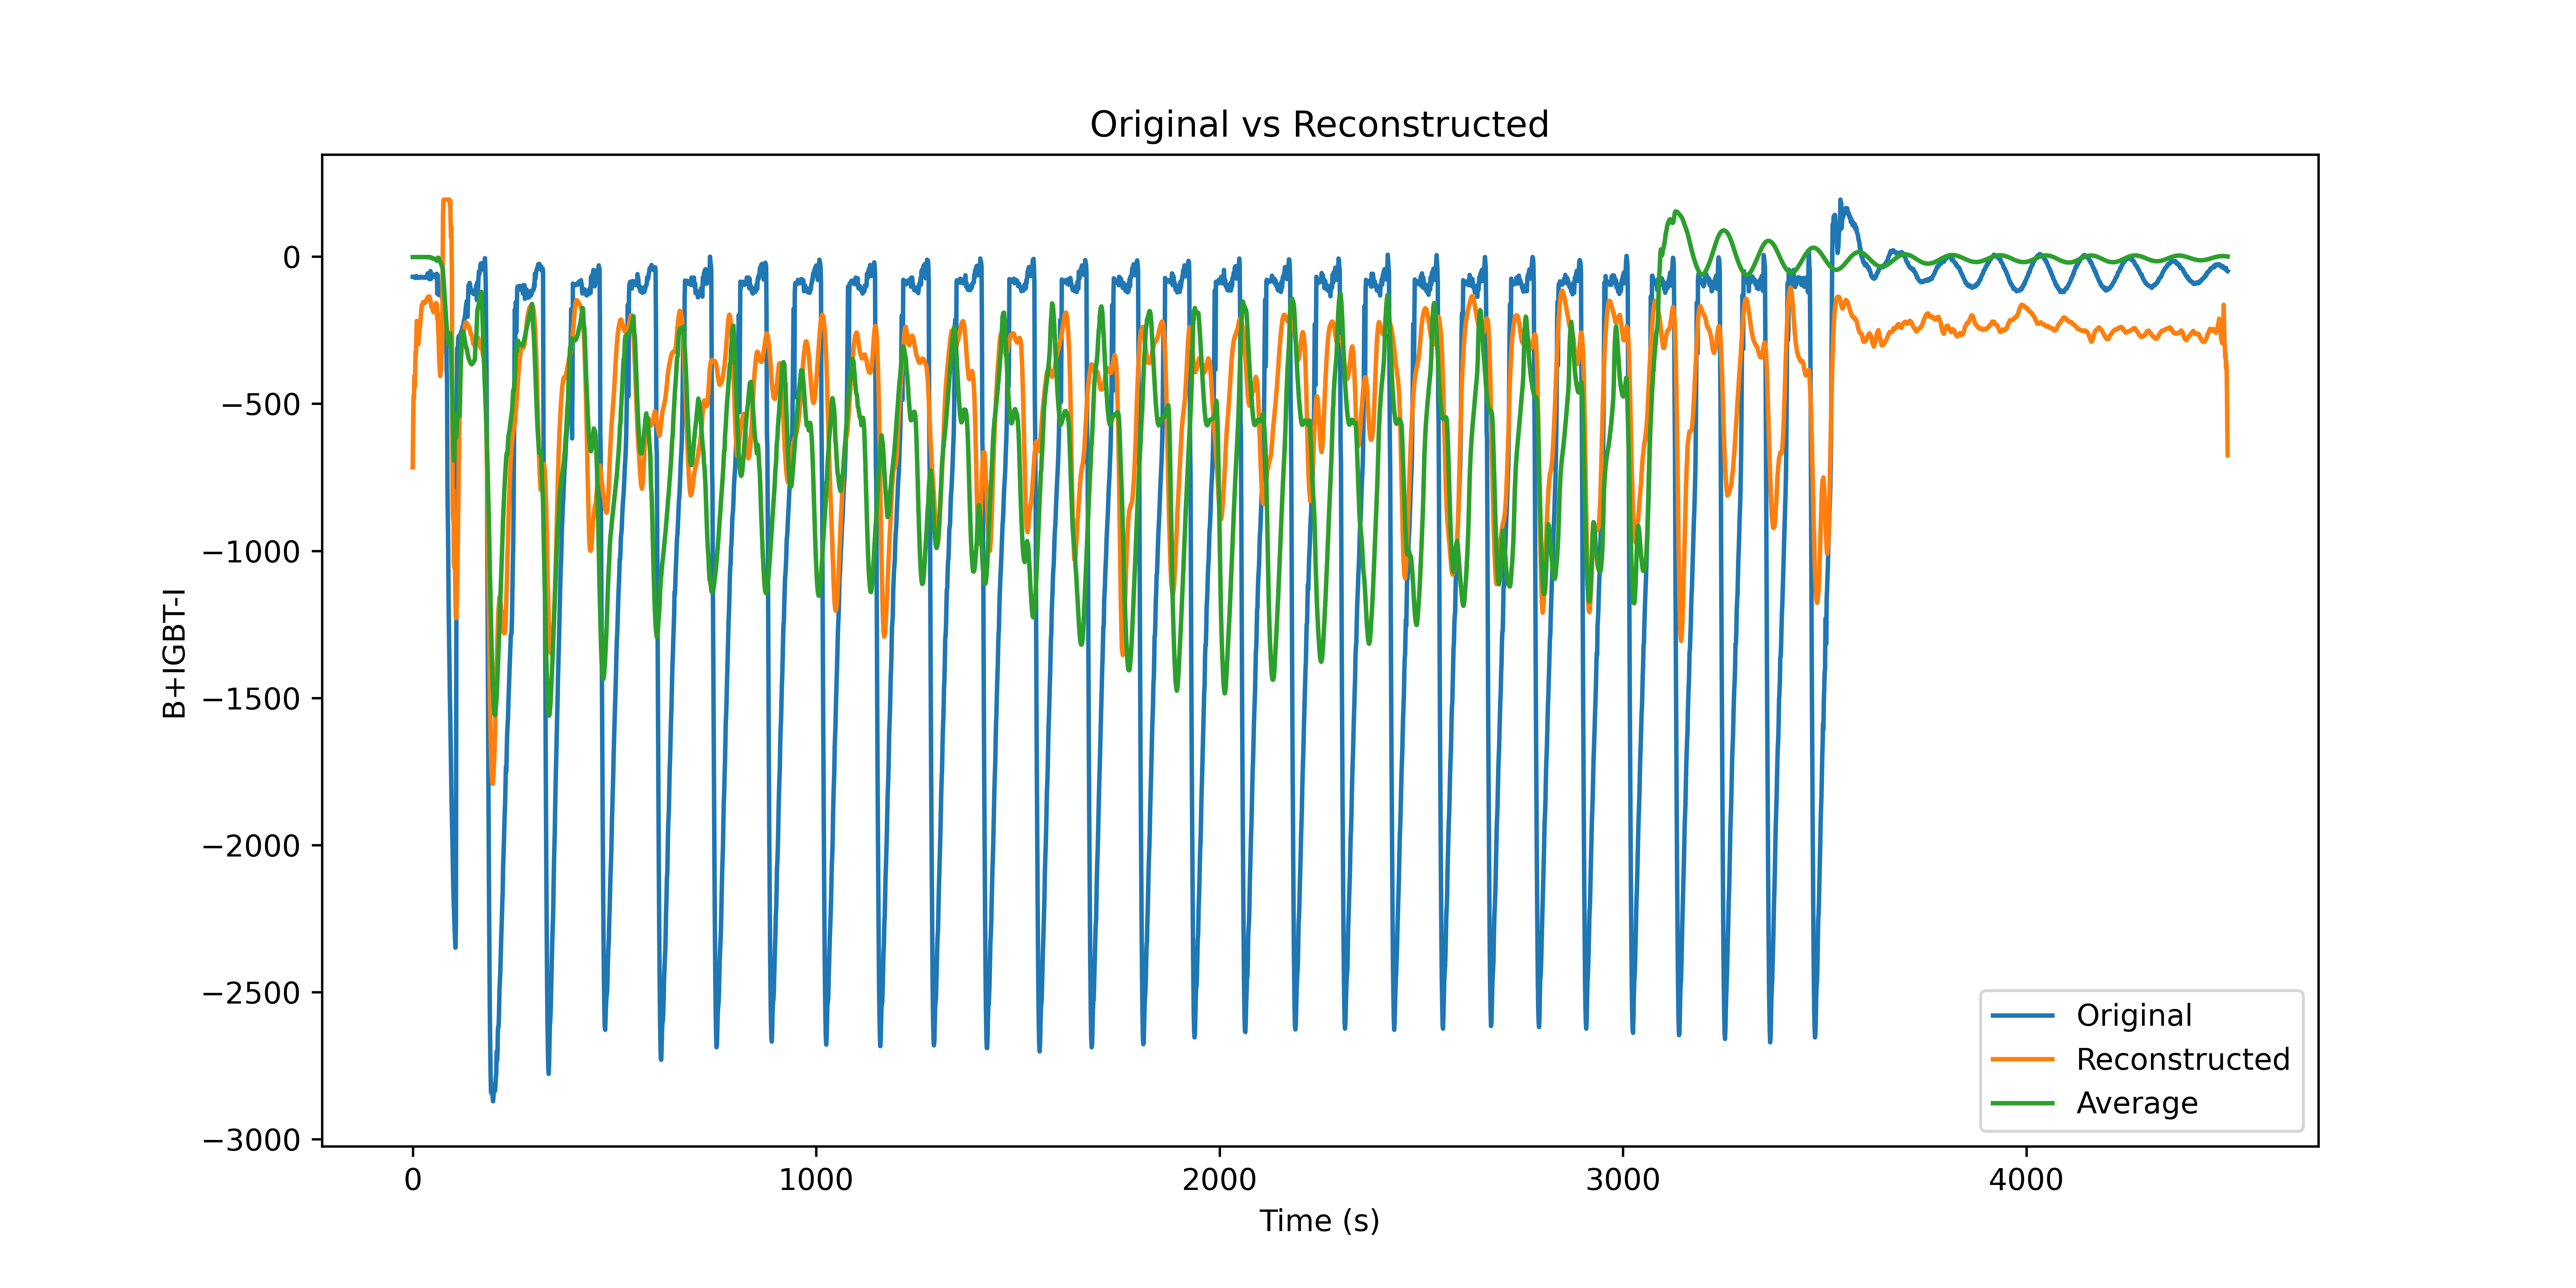 Original vs Reconstructed
B+IGBT-I
0
−500
−1000
−1500
−2000
−2500
−3000
0
1000
2000
3000
4000
Time (s)
Original
Reconstructed
Average